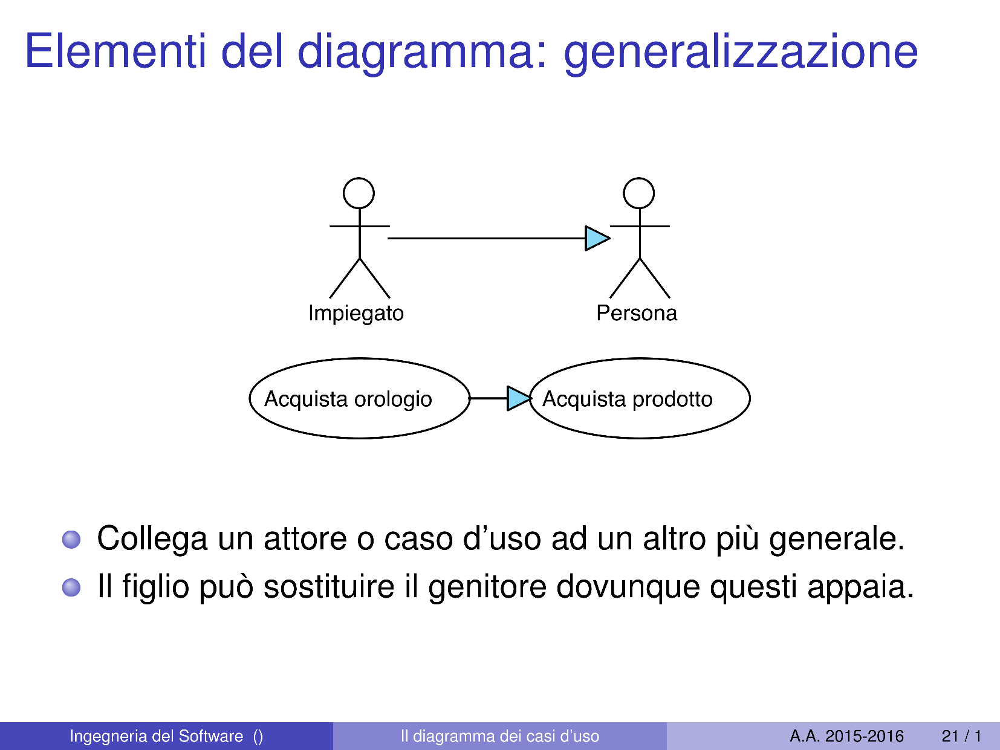 Elementi del diagramma: generalizzazione
Impiegato
Persona
Acquista orologio
Acquista prodotto
Collega un attore o caso d'uso ad un altro più generale.
Il figlio può sostituire il genitore dovunque questi appaia.
Ingegneria del Software ()
Il diagramma dei casi d'uso
A.A. 2015-2016
21 / 1